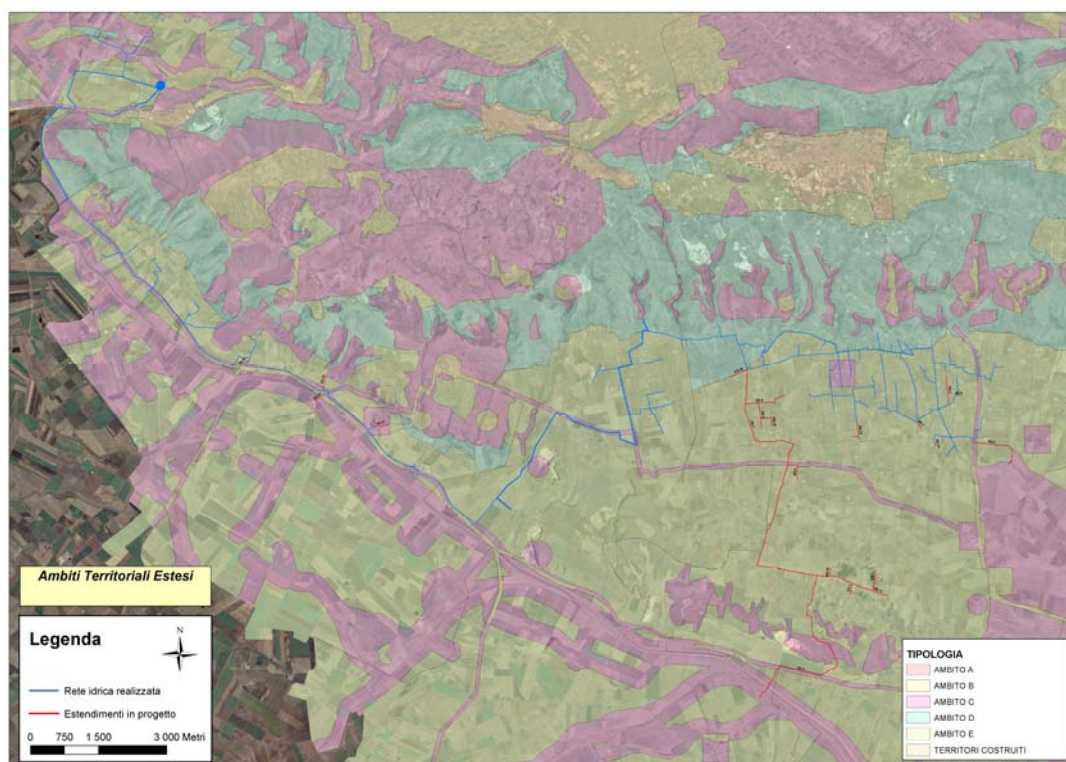 Ambiti Territoriali Estesi
Legenda
N
Rete idrica realizzata
Estendimenti in progetto
0 750 1 500 3 000 Metri
TIPOLOGIA
AMBITO A
AMBITO B
AMBITO C
AMBITO D
AMBITO E
TERRITORI COSTRUITI